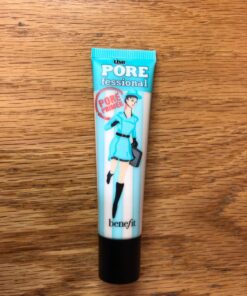 the
PORE
fessional
PORE
PRIMER
benefit